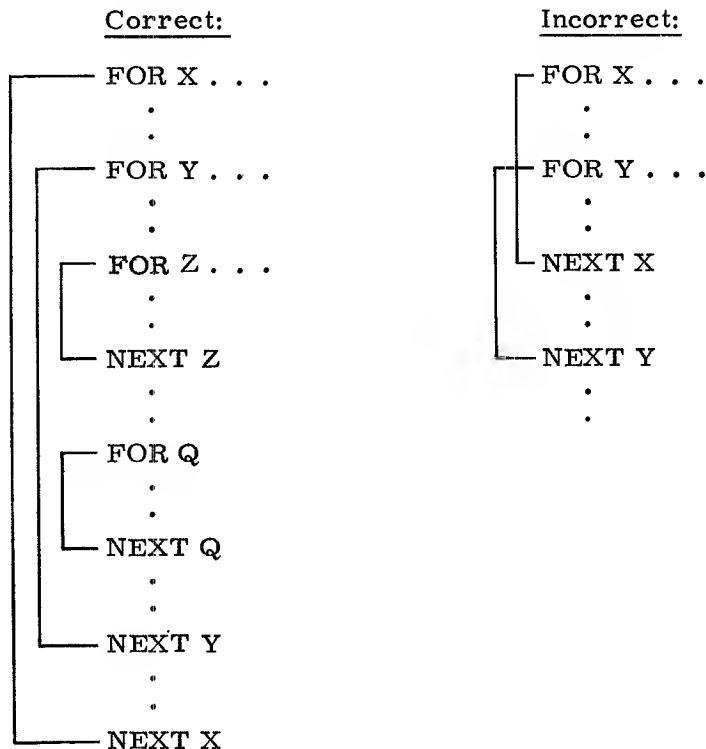 Correct:
FOR X . . .
.
.
FOR Y . . .
.
.
FOR Z . . .
.
.
NEXT Z
.
.
FOR Q
.
.
NEXT Q
.
.
NEXT Y
.
.
NEXT X
Incorrect:
FOR X . . .
.
.
FOR Y . . .
.
.
NEXT X
.
.
NEXT Y
.
.